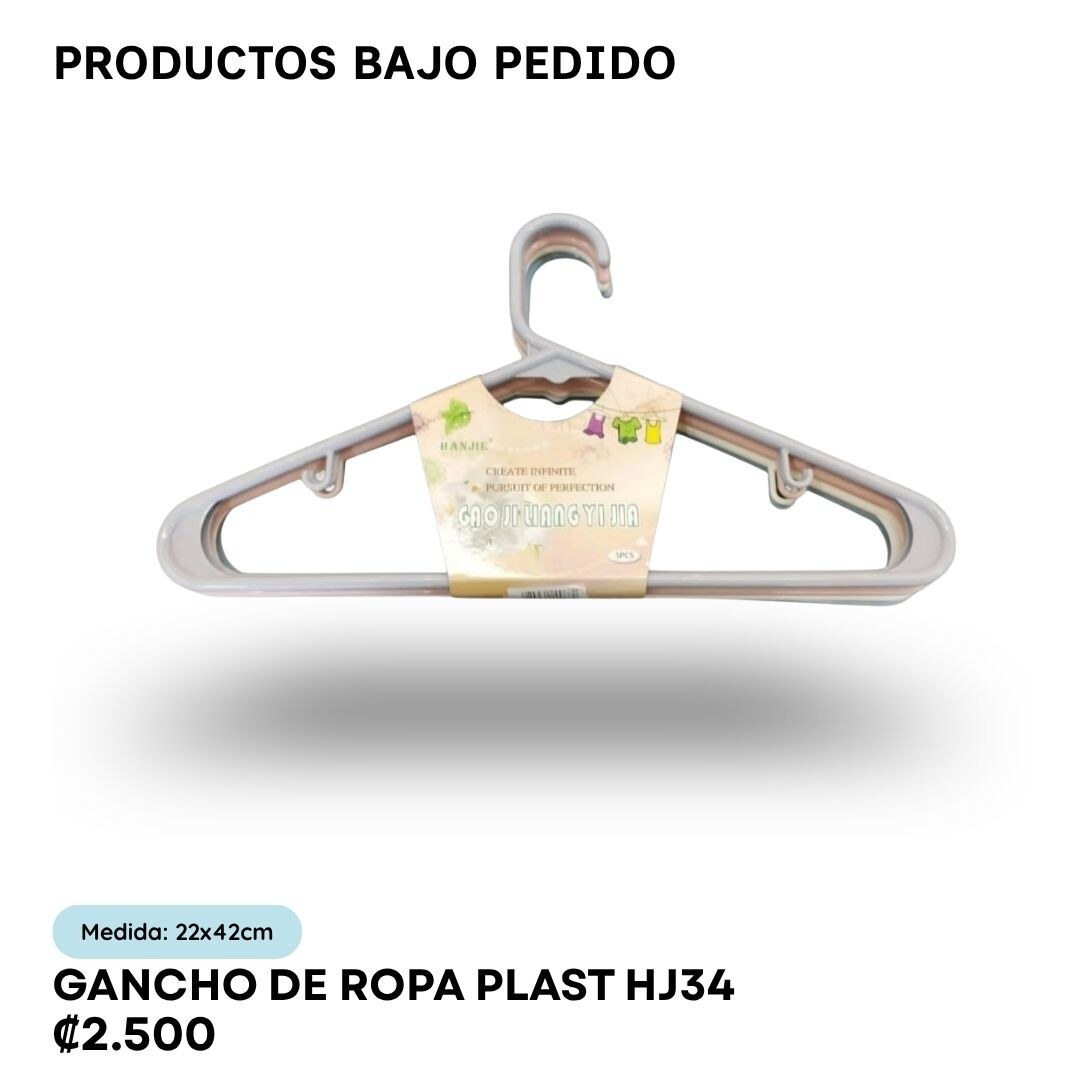 PRODUCTOS BAJO PEDIDO
HANJIE
CREATE INFINITE
PURSUIT OF PERFECTION
GAO JI LIANG YI JIA
5PCS
Medida: 22x42cm
GANCHO DE ROPA PLAST HJ34
₡2.500